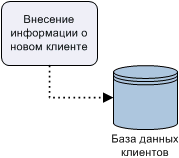 Внесение
информации о
новом клиенте
База данных
клиентов